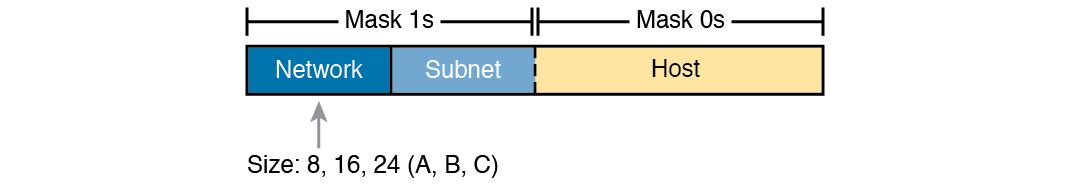 Mask 1s Mask 0s
Network Subnet Host
Size: 8, 16, 24 (A, B, C)